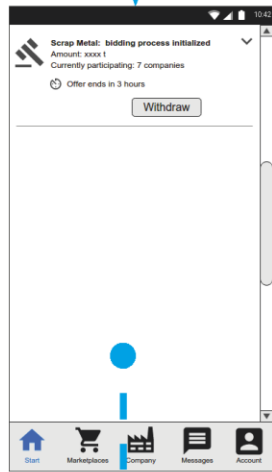 10:42
Scrap Metal: bidding process initialized
Amount: xxxx t
Currently participating: 7 companies
Offer ends in 3 hours
Withdraw
Start Marketplaces Company Messages Account